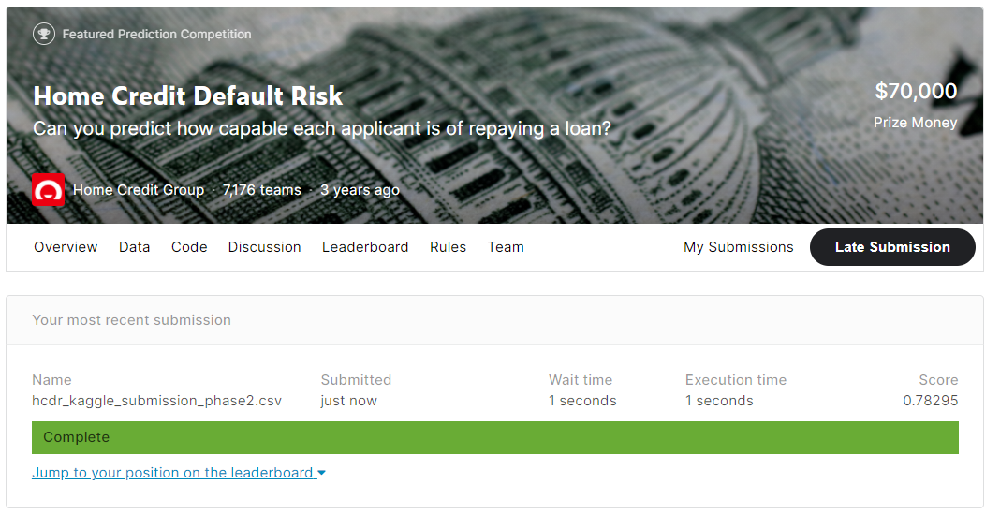 Featured Prediction Competition
Home Credit Default Risk
$70,000
Can you predict how capable each applicant is of repaying a loan?
Prize Money
Home Credit Group · 7,176 teams · 3 years ago
Overview Data Code Discussion Leaderboard Rules Team My Submissions Late Submission
Your most recent submission
Name Submitted Wait time Execution time Score
hcdr_kaggle_submission_phase2.csv just now 1 seconds 1 seconds 0.78295
Complete
Jump to your position on the leaderboard